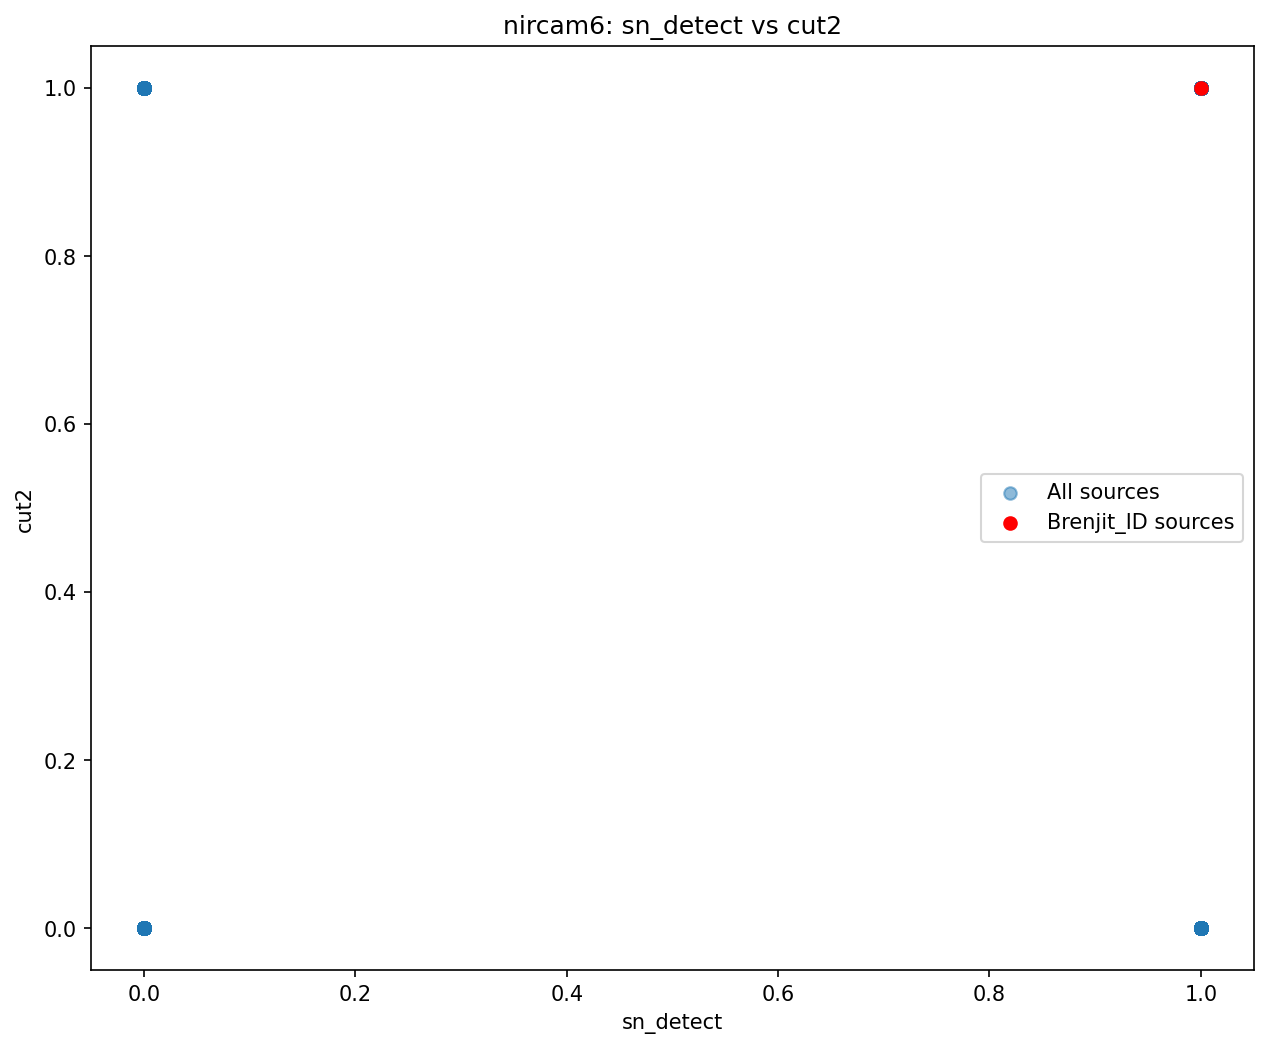 nircam6: sn_detect vs cut2
1.0
0.8
0.6
0.4
0.2
0.0
cut2
All sources
Brenjit_ID sources
0.0 0.2 0.4 0.6 0.8 1.0
sn_detect